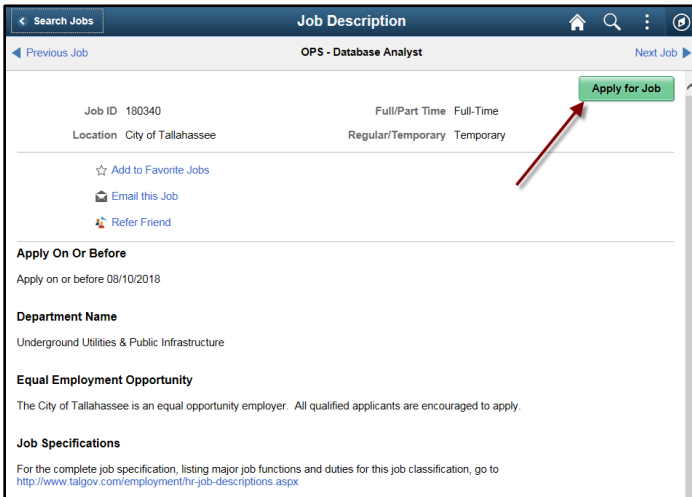 Search Jobs
Job Description
Previous Job
OPS - Database Analyst
Next Job
Apply for Job
Job ID 180340
Full/Part Time Full-Time
Location City of Tallahassee
Regular/Temporary Temporary
Add to Favorite Jobs
Email this Job
Refer Friend
Apply On Or Before
Apply on or before 08/10/2018
Department Name
Underground Utilities & Public Infrastructure
Equal Employment Opportunity
The City of Tallahassee is an equal opportunity employer. All qualified applicants are encouraged to apply.
Job Specifications
For the complete job specification, listing major job functions and duties for this job classification, go to
http://www.talgov.com/employment/hr-job-descriptions.aspx